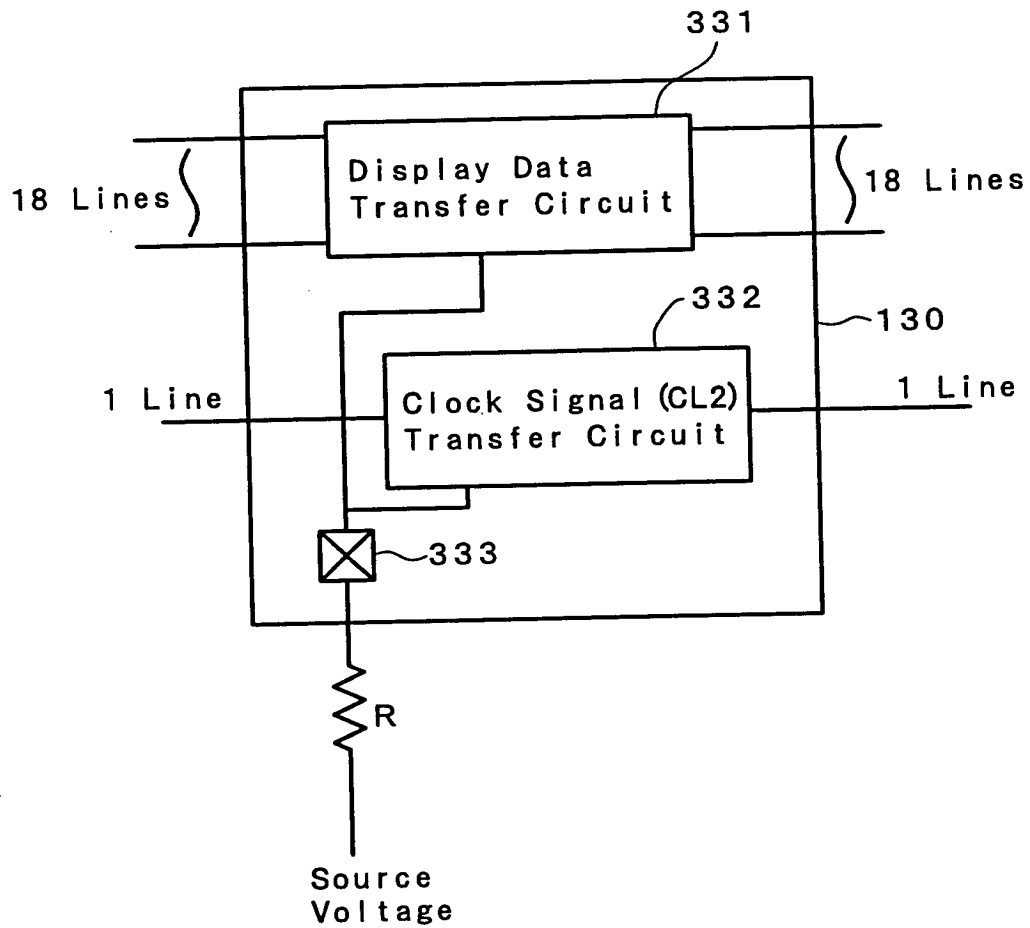 331
Display Data
Transfer Circuit
18 Lines
18 Lines
332
130
1 Line
Clock Signal (CL2)
Transfer Circuit
1 Line
333
R
Source
Voltage